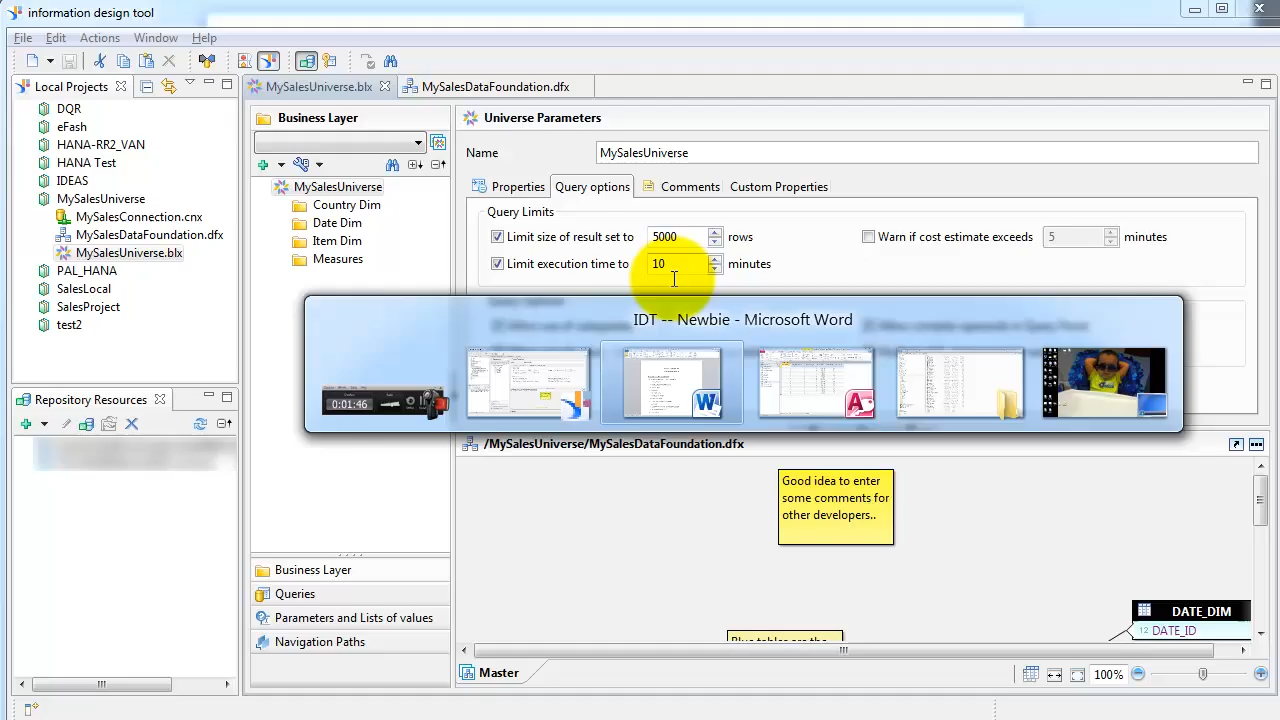 information design tool
File Edit Actions Window Help
Local Projects
MySalesUniverse.blx
MySalesDataFoundation.dfx
DQR
eFash
HANA-RR2_VAN
HANA Test
IDEAS
MySalesUniverse
MySalesConnection.cnx
MySalesDataFoundation.dfx
MySalesUniverse.blx
PAL_HANA
SalesLocal
SalesProject
test2
Repository Resources
Business Layer
MySalesUniverse
Country Dim
Date Dim
Item Dim
Measures
Business Layer
Queries
Parameters and Lists of values
Navigation Paths
Universe Parameters
Name MySalesUniverse
Properties Query options Comments Custom Properties
Query Limits
Limit size of result set to 5000 rows Warn if cost estimate exceeds 5 minutes
Limit execution time to 10 minutes
IDT -- Newbie - Microsoft Word
0:01:46
/MySalesUniverse/MySalesDataFoundation.dfx
Good idea to enter
some comments for
other developers..
DATE_DIM
12 DATE_ID
Master
100%